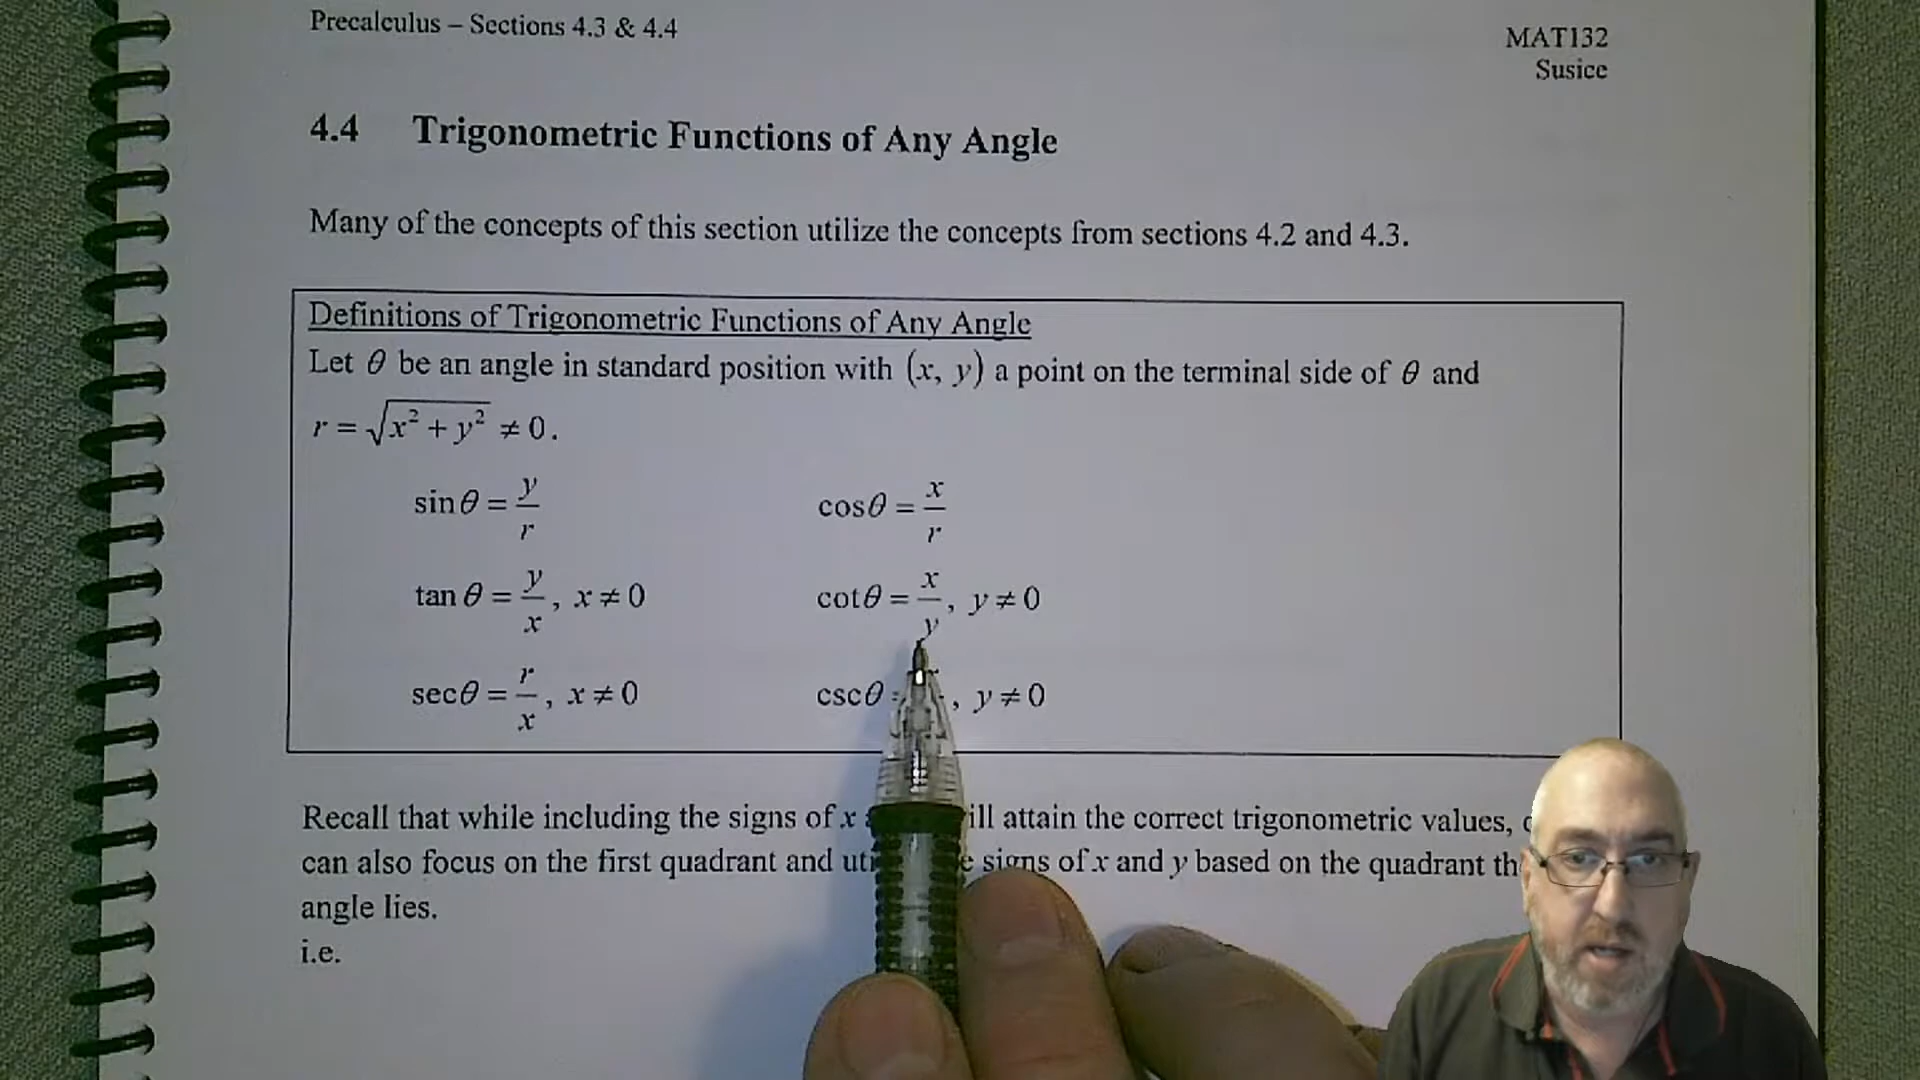 Precalculus – Sections 4.3 & 4.4
MAT132
Susice
4.4 Trigonometric Functions of Any Angle
Many of the concepts of this section utilize the concepts from sections 4.2 and 4.3.
Definitions of Trigonometric Functions of Any Angle
Let θ be an angle in standard position with (x, y) a point on the terminal side of θ and
r = √(x² + y²) ≠ 0.
sin θ = y/r cos θ = x/r
tan θ = y/x, x ≠ 0 cot θ = x/y, y ≠ 0
sec θ = r/x, x ≠ 0 csc θ = , y ≠ 0
Recall that while including the signs of x ill attain the correct trigonometric values,
can also focus on the first quadrant and uti signs of x and y based on the quadrant th
angle lies.
i.e.